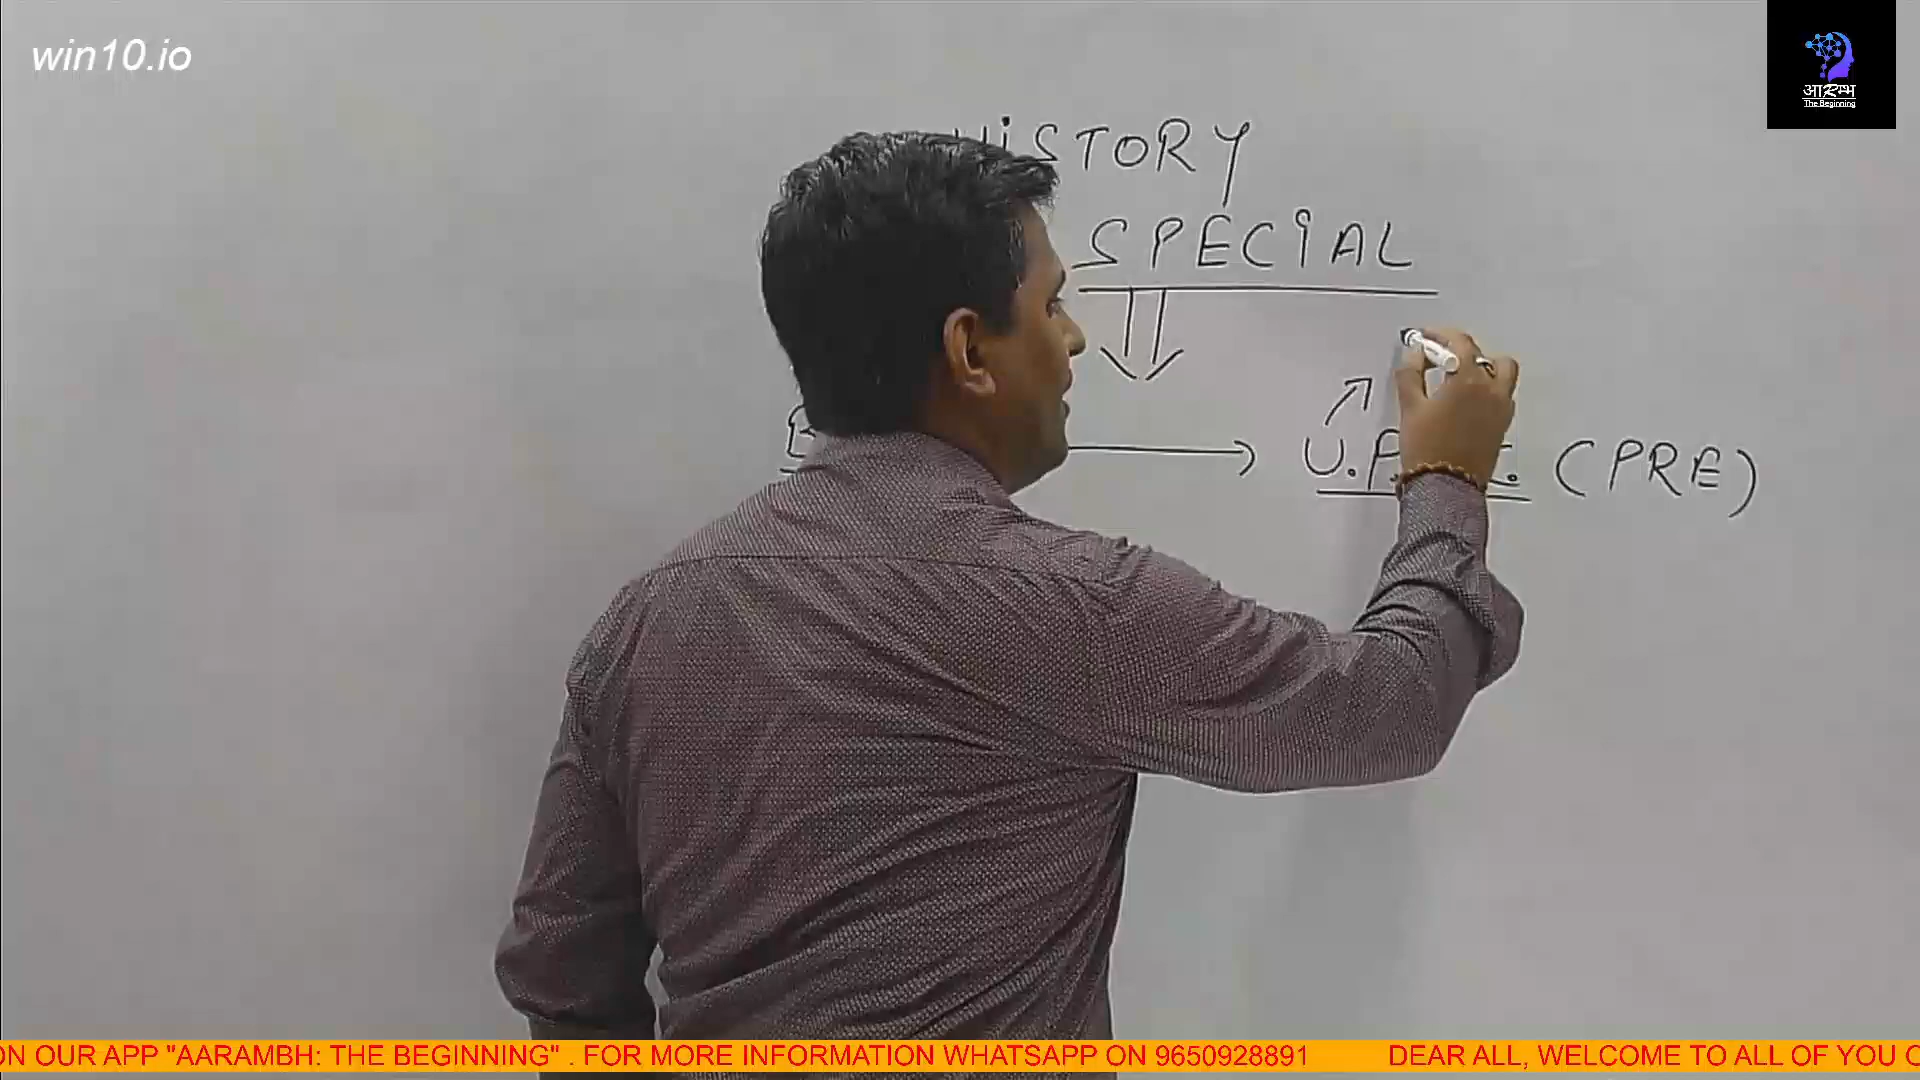 win10.io
आरम्भ
The Beginning
HISTORY
SPECIAL
U.P. (PRE)
ON OUR APP "AARAMBH: THE BEGINNING" . FOR MORE INFORMATION WHATSAPP ON 9650928891 DEAR ALL, WELCOME TO ALL OF YOU